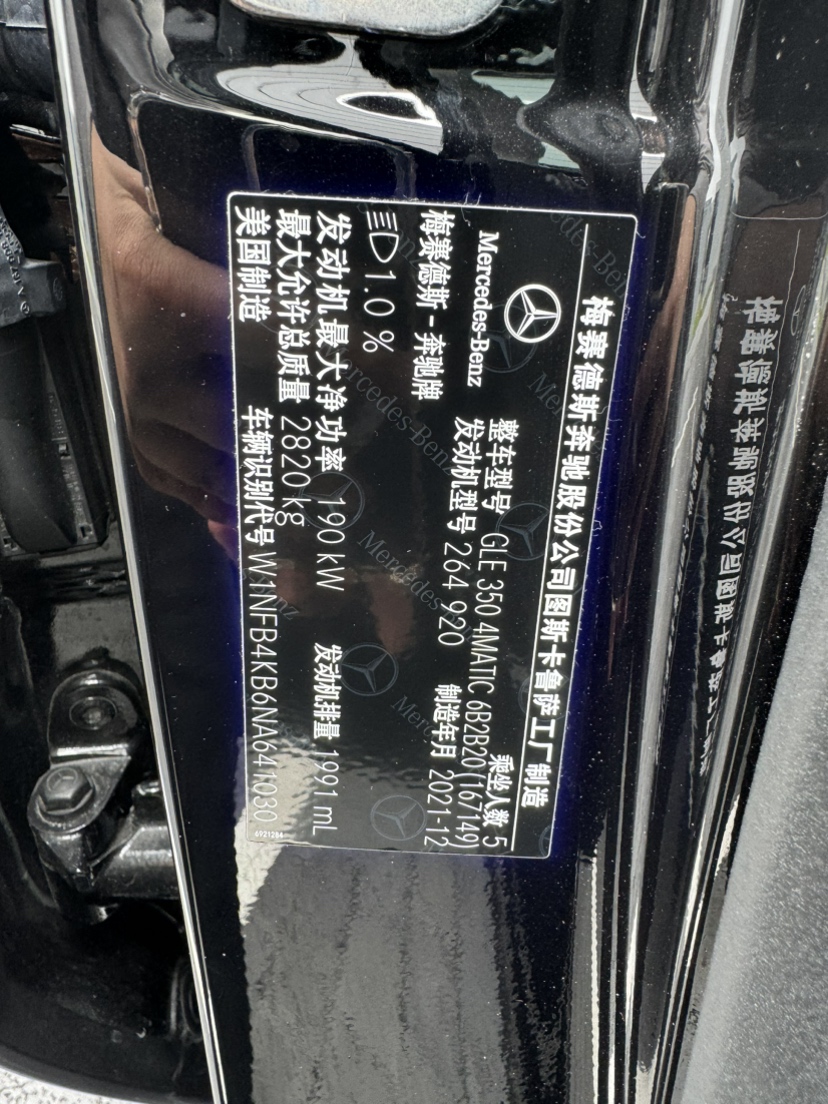 梅赛德斯奔驰股份公司图斯卡鲁萨工厂制造
Mercedes-Benz
乘坐人数 5
整车型号 GLE 350 4MATIC 6B2B20(167149)
梅赛德斯-奔驰牌
发动机型号 264 920
制造年月 2021-12
1.0 %
发动机最大净功率 190 kW
发动机排量 1991 mL
最大允许总质量 2820 kg
美国制造
车辆识别代号 W1NFB4KB6NA641030
6921284